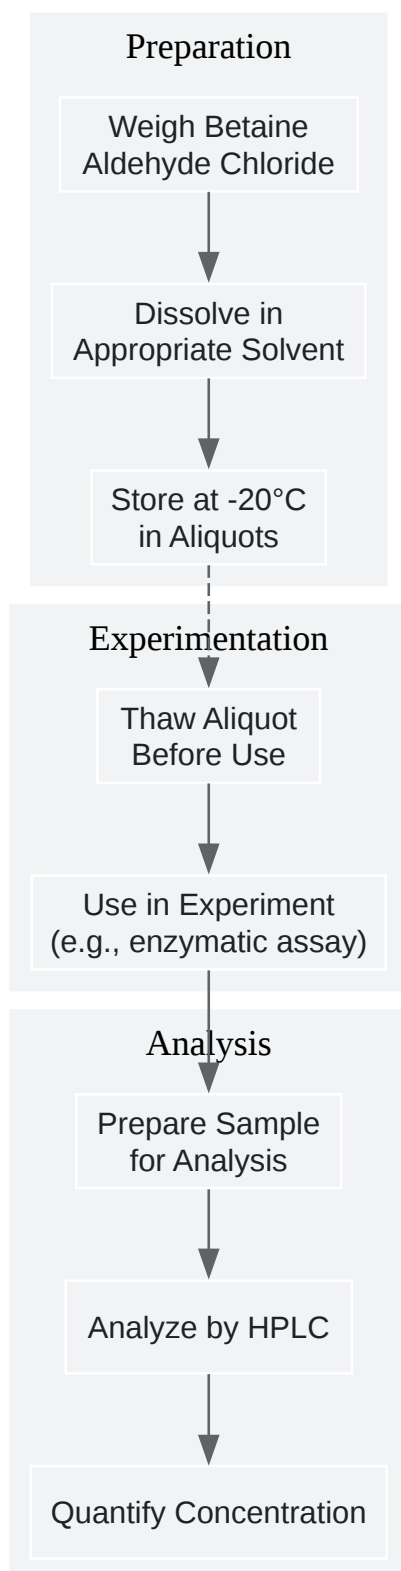 Preparation
Weigh Betaine
Aldehyde Chloride
Dissolve in
Appropriate Solvent
Store at -20°C
in Aliquots
Experimentation
Thaw Aliquot
Before Use
Use in Experiment
(e.g., enzymatic assay)
Analysis
Prepare Sample
for Analysis
Analyze by HPLC
Quantify Concentration